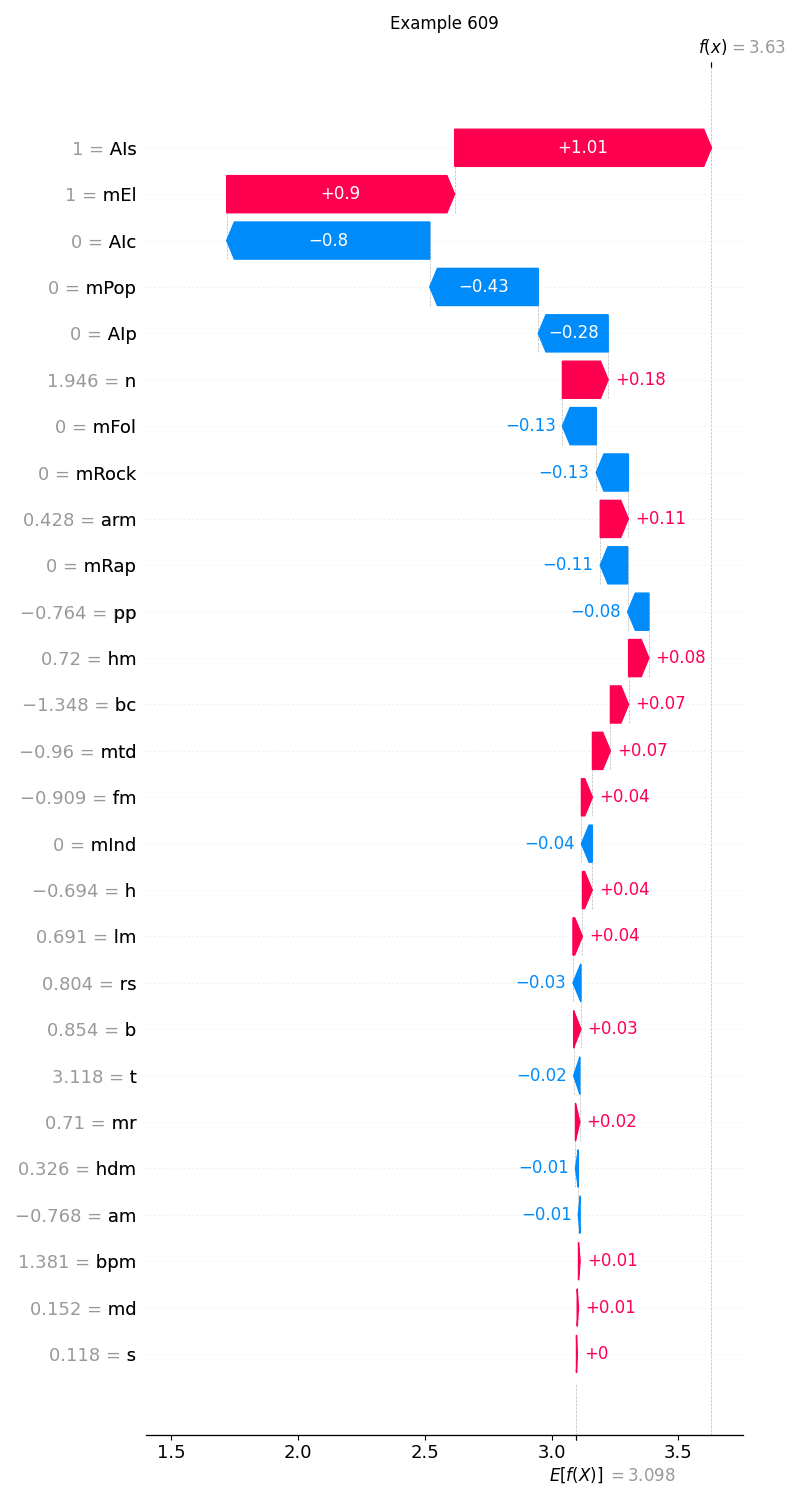 Example 609
f(x) = 3.63
1 = AIs +1.01
1 = mEl +0.9
0 = AIc −0.8
0 = mPop −0.43
0 = AIp −0.28
1.946 = n +0.18
0 = mFol −0.13
0 = mRock −0.13
0.428 = arm +0.11
0 = mRap −0.11
−0.764 = pp −0.08
0.72 = hm +0.08
−1.348 = bc +0.07
−0.96 = mtd +0.07
−0.909 = fm +0.04
0 = mInd −0.04
−0.694 = h +0.04
0.691 = lm +0.04
0.804 = rs −0.03
0.854 = b +0.03
3.118 = t −0.02
0.71 = mr +0.02
0.326 = hdm −0.01
−0.768 = am −0.01
1.381 = bpm +0.01
0.152 = md +0.01
0.118 = s +0
1.5 2.0 2.5 3.0 3.5
E[f(X)] = 3.098